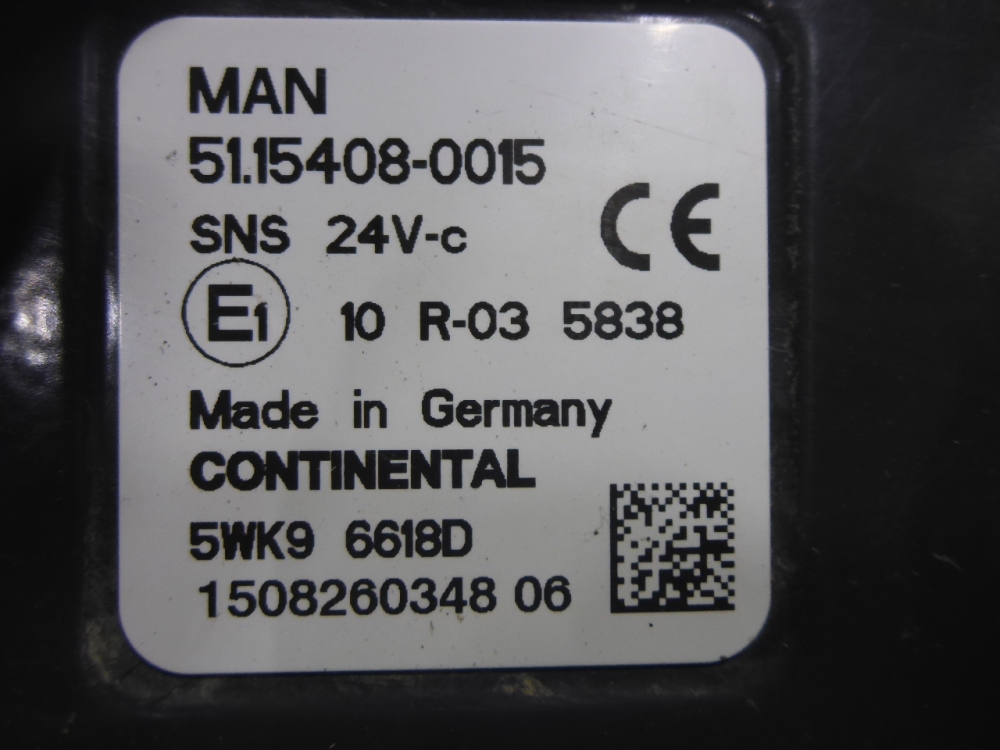 MAN
51.15408-0015
SNS 24V-c
CE
E1 10 R-03 5838
Made in Germany
CONTINENTAL
5WK9 6618D
1508260348 06